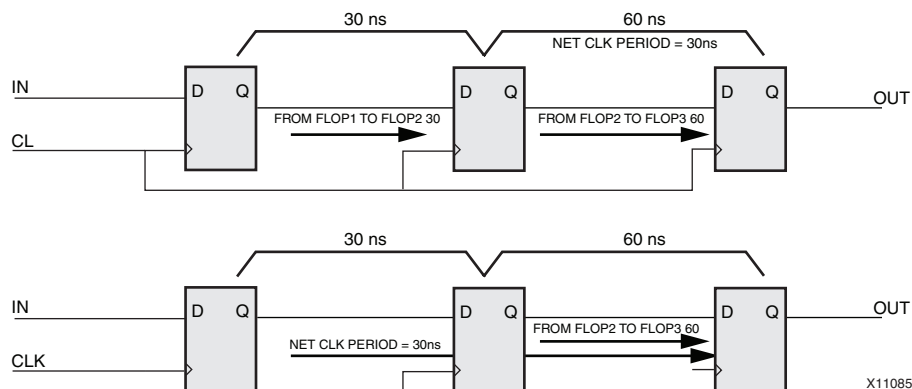 30 ns
60 ns
NET CLK PERIOD = 30ns
IN
D Q
D Q
D Q
OUT
FROM FLOP1 TO FLOP2 30
FROM FLOP2 TO FLOP3 60
CL
30 ns
60 ns
IN
D Q
D Q
D Q
OUT
FROM FLOP2 TO FLOP3 60
NET CLK PERIOD = 30ns
CLK
X11085